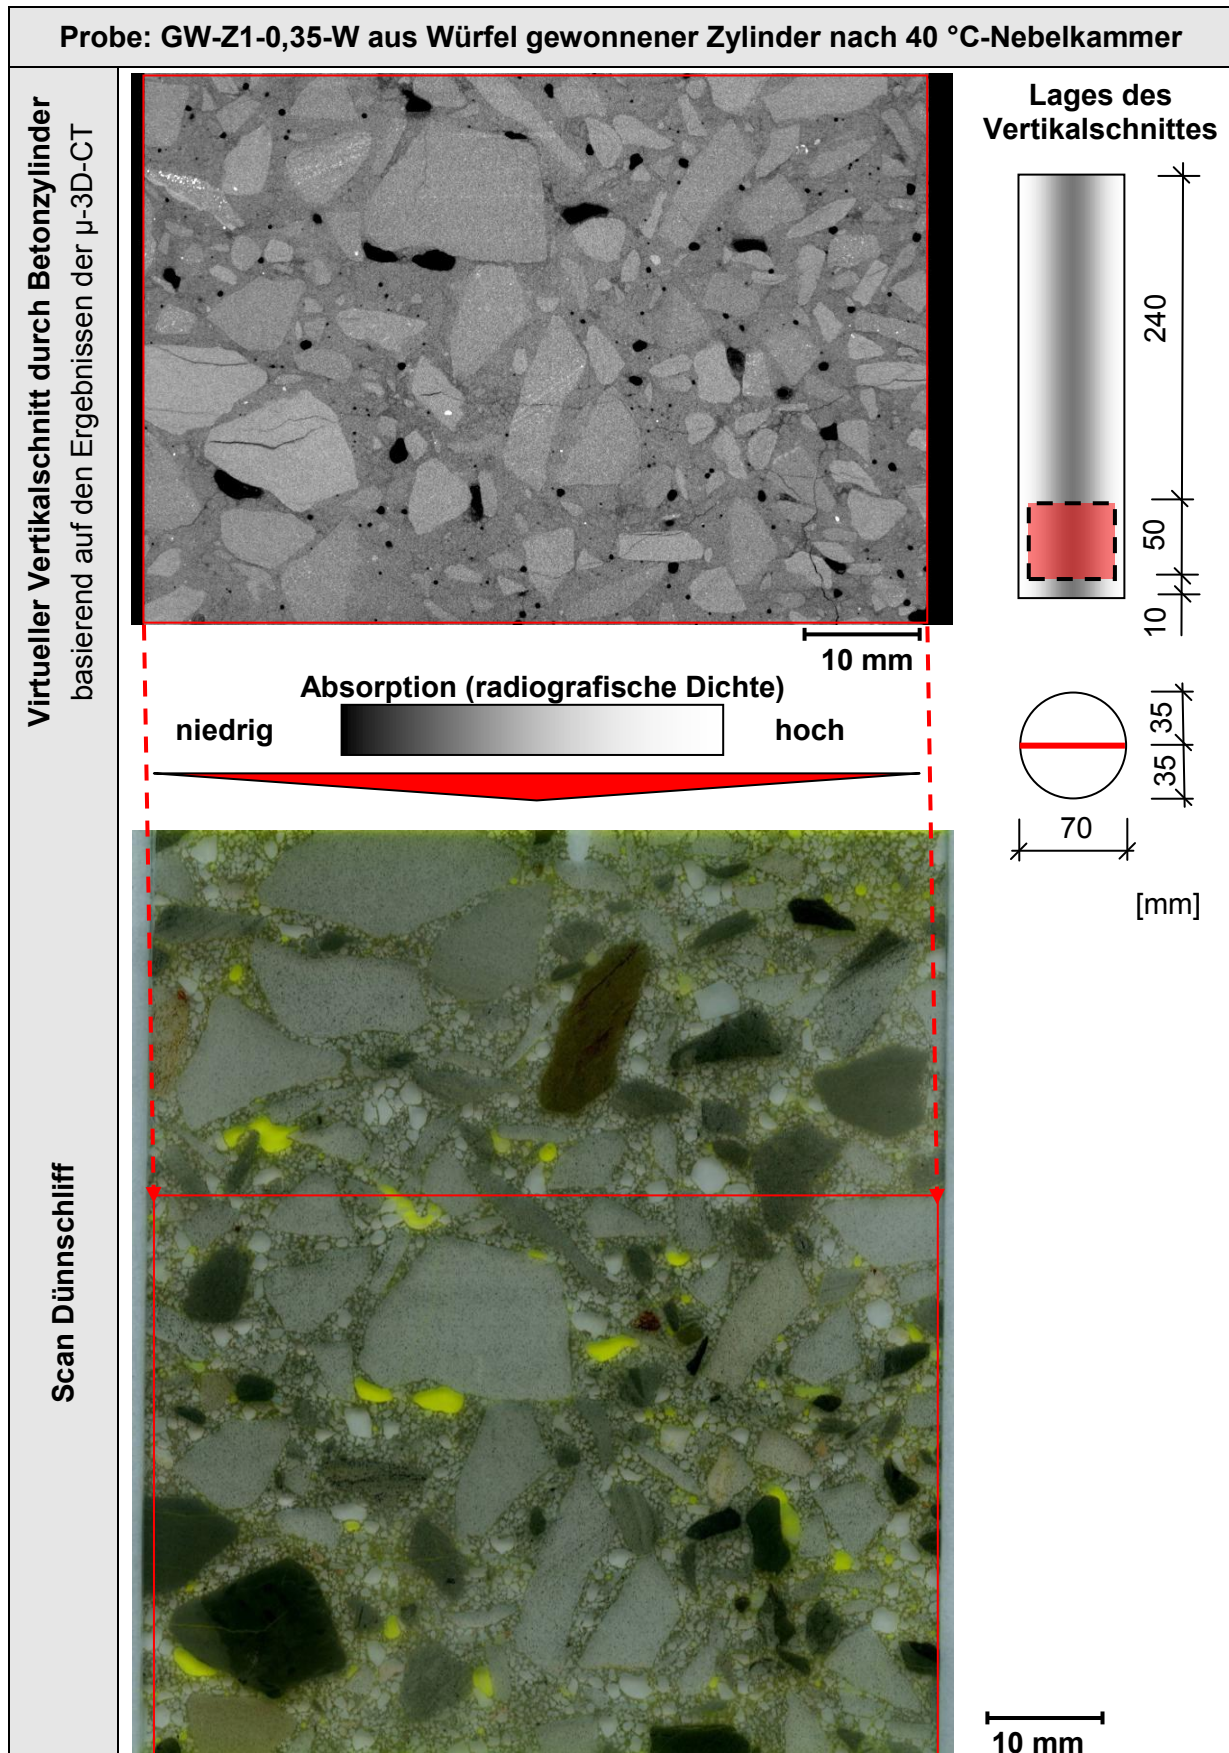 Probe: GW-Z1-0,35-W aus Würfel gewonnener Zylinder nach 40 °C-Nebelkammer
Virtueller Vertikalschnitt durch Betonzylinder
basierend auf den Ergebnissen der µ-3D-CT
10 mm
Absorption (radiografische Dichte)
niedrig
hoch
Lages des
Vertikalschnittes
240
50
10
35
35
70
[mm]
Scan Dünnschliff
10 mm